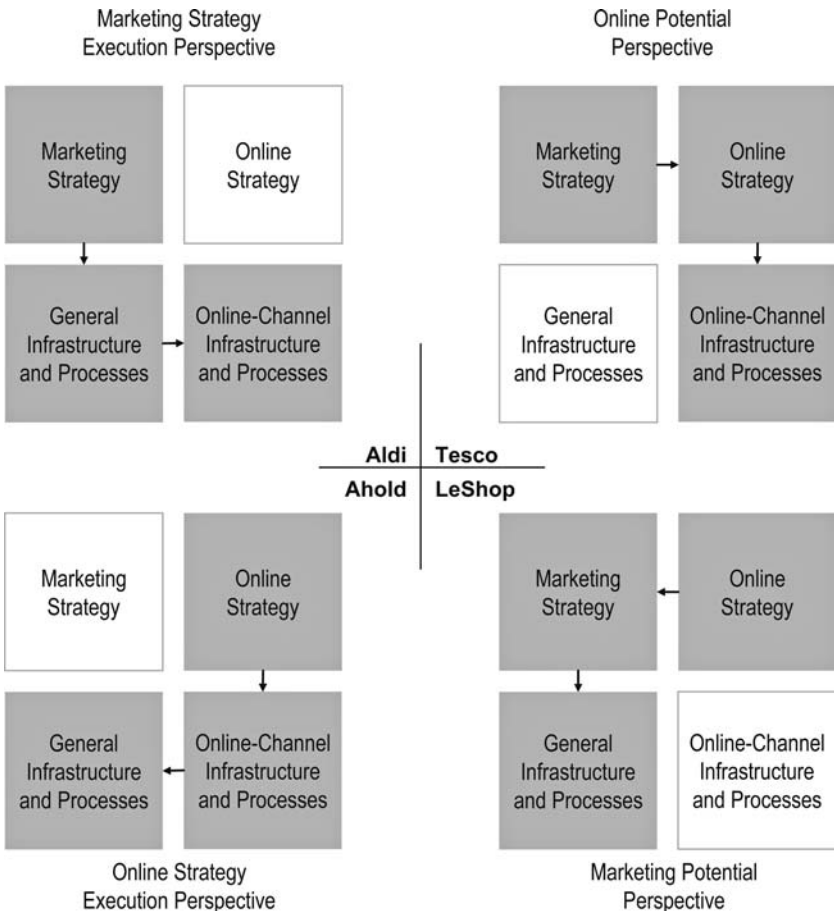 Marketing Strategy
Execution Perspective
Online Potential
Perspective
Marketing
Strategy
Online
Strategy
Marketing
Strategy
Online
Strategy
General
Infrastructure
and Processes
Online-Channel
Infrastructure
and Processes
General
Infrastructure
and Processes
Online-Channel
Infrastructure
and Processes
Aldi
Tesco
Ahold
LeShop
Marketing
Strategy
Online
Strategy
Marketing
Strategy
Online
Strategy
General
Infrastructure
and Processes
Online-Channel
Infrastructure
and Processes
General
Infrastructure
and Processes
Online-Channel
Infrastructure
and Processes
Online Strategy
Execution Perspective
Marketing Potential
Perspective